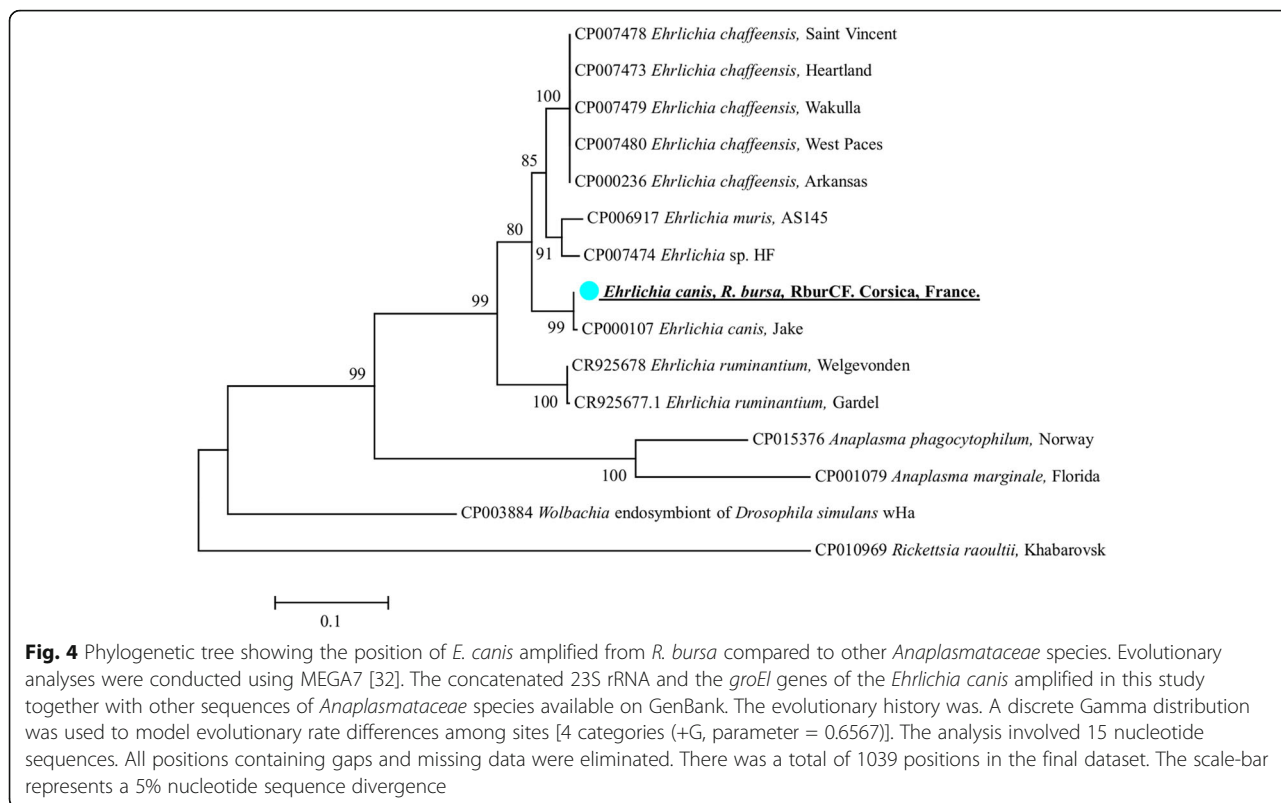 CP007478 Ehrlichia chaffeensis, Saint Vincent
CP007473 Ehrlichia chaffeensis, Heartland
100
CP007479 Ehrlichia chaffeensis, Wakulla
CP007480 Ehrlichia chaffeensis, West Paces
85
CP000236 Ehrlichia chaffeensis, Arkansas
CP006917 Ehrlichia muris, AS145
80
91
CP007474 Ehrlichia sp. HF
Ehrlichia canis, R. bursa, RburCF. Corsica, France.
99
99
CP000107 Ehrlichia canis, Jake
CR925678 Ehrlichia ruminantium, Welgevonden
99
100
CR925677.1 Ehrlichia ruminantium, Gardel
CP015376 Anaplasma phagocytophilum, Norway
100
CP001079 Anaplasma marginale, Florida
CP003884 Wolbachia endosymbiont of Drosophila simulans wHa
CP010969 Rickettsia raoultii, Khabarovsk
0.1
Fig. 4 Phylogenetic tree showing the position of E. canis amplified from R. bursa compared to other Anaplasmataceae species. Evolutionary
analyses were conducted using MEGA7 [32]. The concatenated 23S rRNA and the groEl genes of the Ehrlichia canis amplified in this study
together with other sequences of Anaplasmataceae species available on GenBank. The evolutionary history was. A discrete Gamma distribution
was used to model evolutionary rate differences among sites [4 categories (+G, parameter = 0.6567)]. The analysis involved 15 nucleotide
sequences. All positions containing gaps and missing data were eliminated. There was a total of 1039 positions in the final dataset. The scale-bar
represents a 5% nucleotide sequence divergence